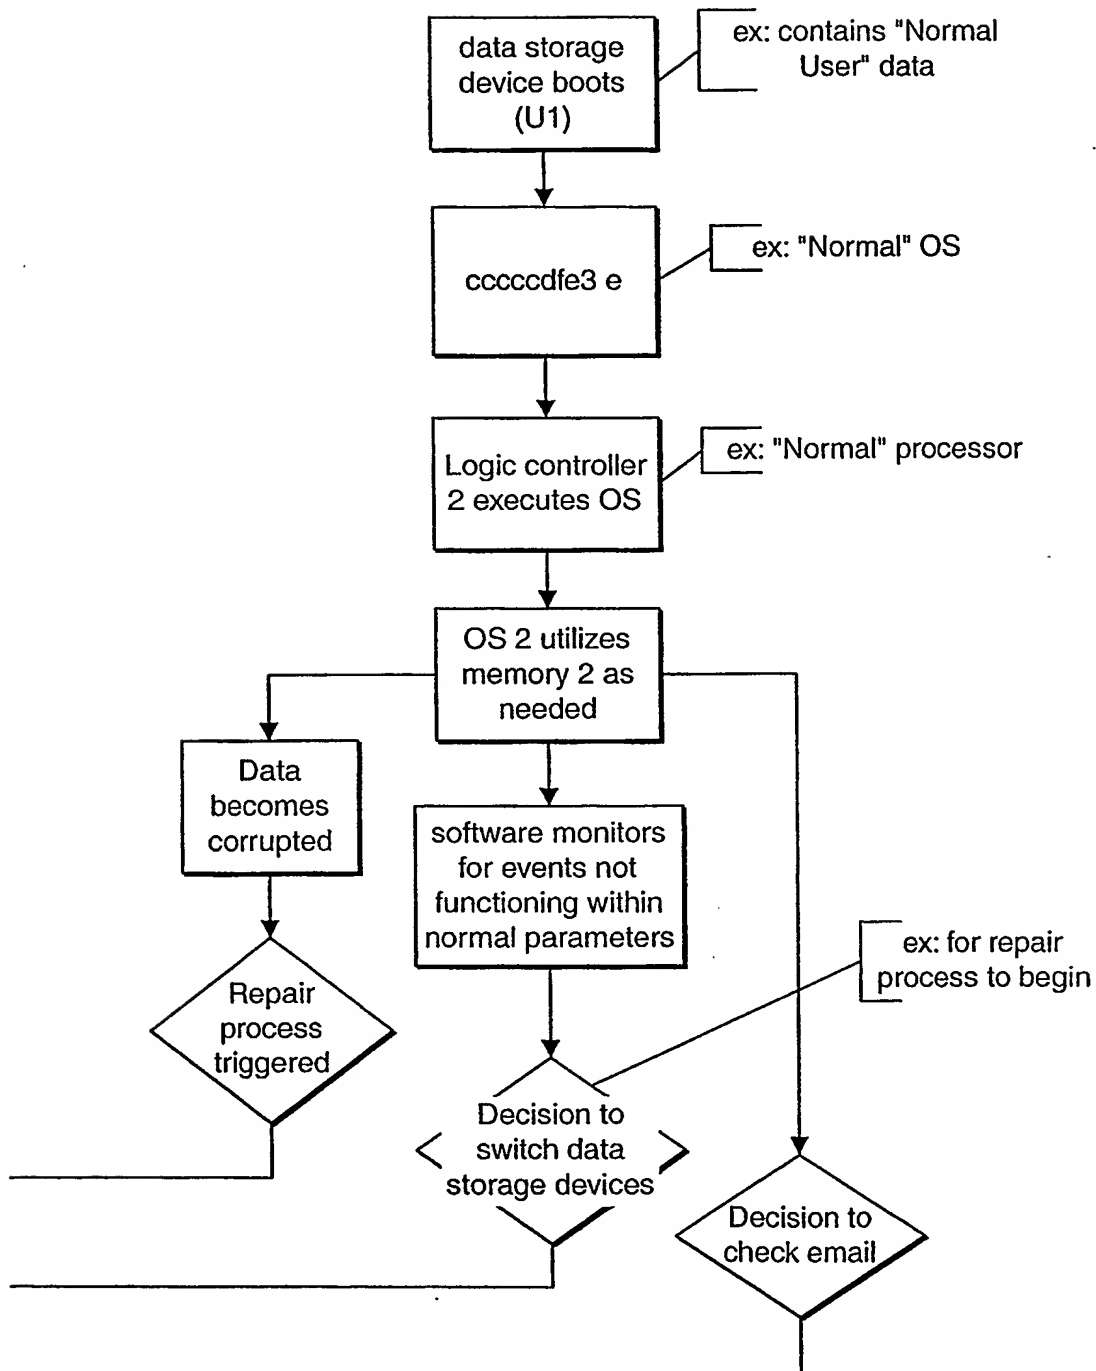 data storage
device boots
(U1)
ex: contains "Normal
User" data
cccccdfe3 e
ex: "Normal" OS
Logic controller
2 executes OS
ex: "Normal" processor
OS 2 utilizes
memory 2 as
needed
Data
becomes
corrupted
software monitors
for events not
functioning within
normal parameters
ex: for repair
process to begin
Repair
process
triggered
Decision to
switch data
storage devices
Decision to
check email